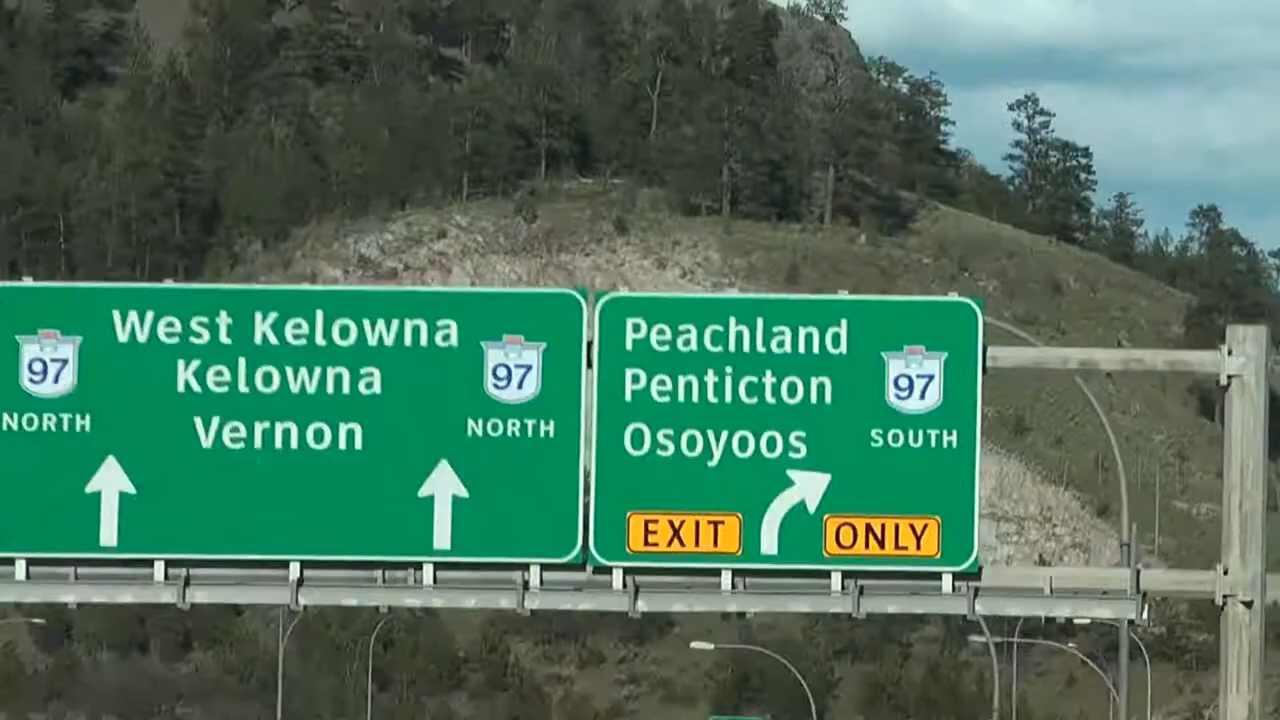 West Kelowna
Kelowna
Vernon
97
NORTH
97
NORTH
Peachland
Penticton
Osoyoos
97
SOUTH
EXIT
ONLY